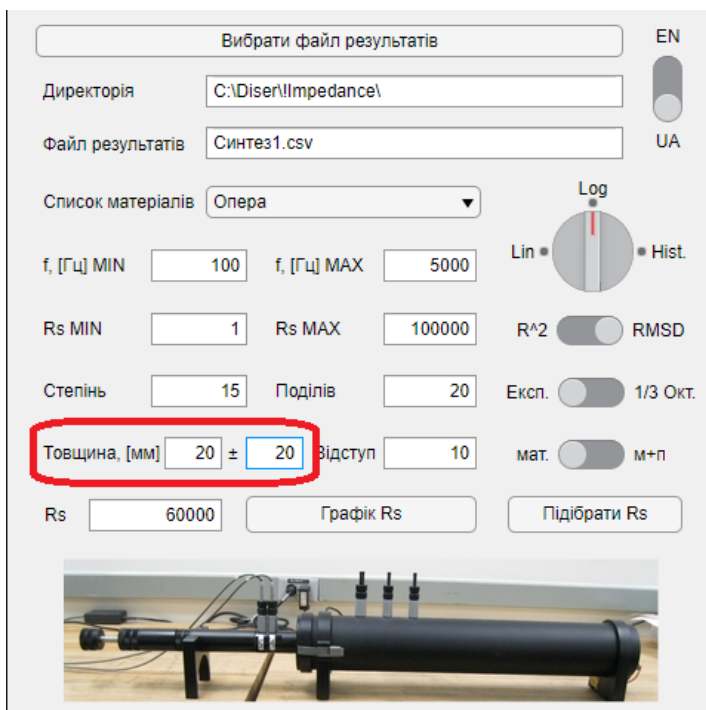 Вибрати файл результатів EN
Директорія C:\Diser\!Impedance\
Файл результатів Синтез1.csv UA
Список матеріалів Опера Log
f, [Гц] MIN 100 f, [Гц] MAX 5000 Lin Hist.
Rs MIN 1 Rs MAX 100000 R^2 RMSD
Степінь 15 Поділів 20 Експ. 1/3 Окт.
Товщина, [мм] 20 ± 20 Відступ 10 мат. м+п
Rs 60000 Графік Rs Підібрати Rs